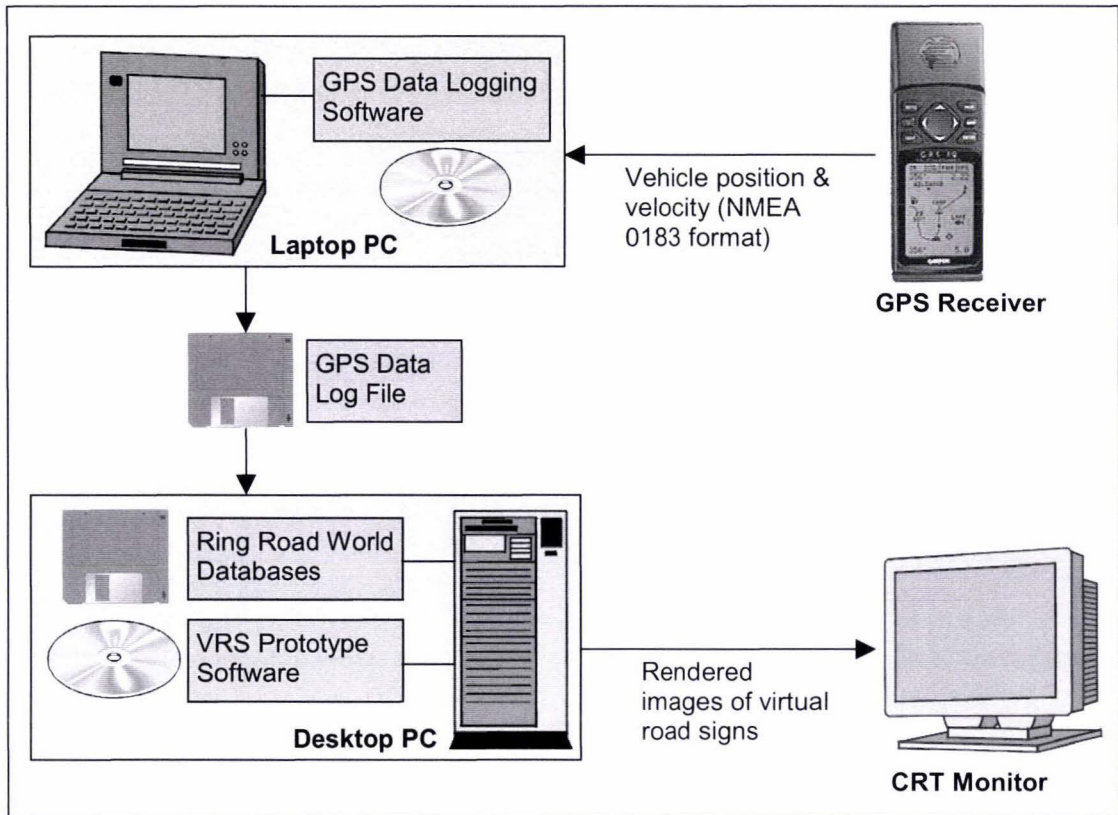 GPS Data Logging
Software
Laptop PC
Vehicle position &
velocity (NMEA
0183 format)
GPS Receiver
GPS Data
Log File
Ring Road World
Databases
VRS Prototype
Software
Desktop PC
Rendered
images of virtual
road signs
CRT Monitor